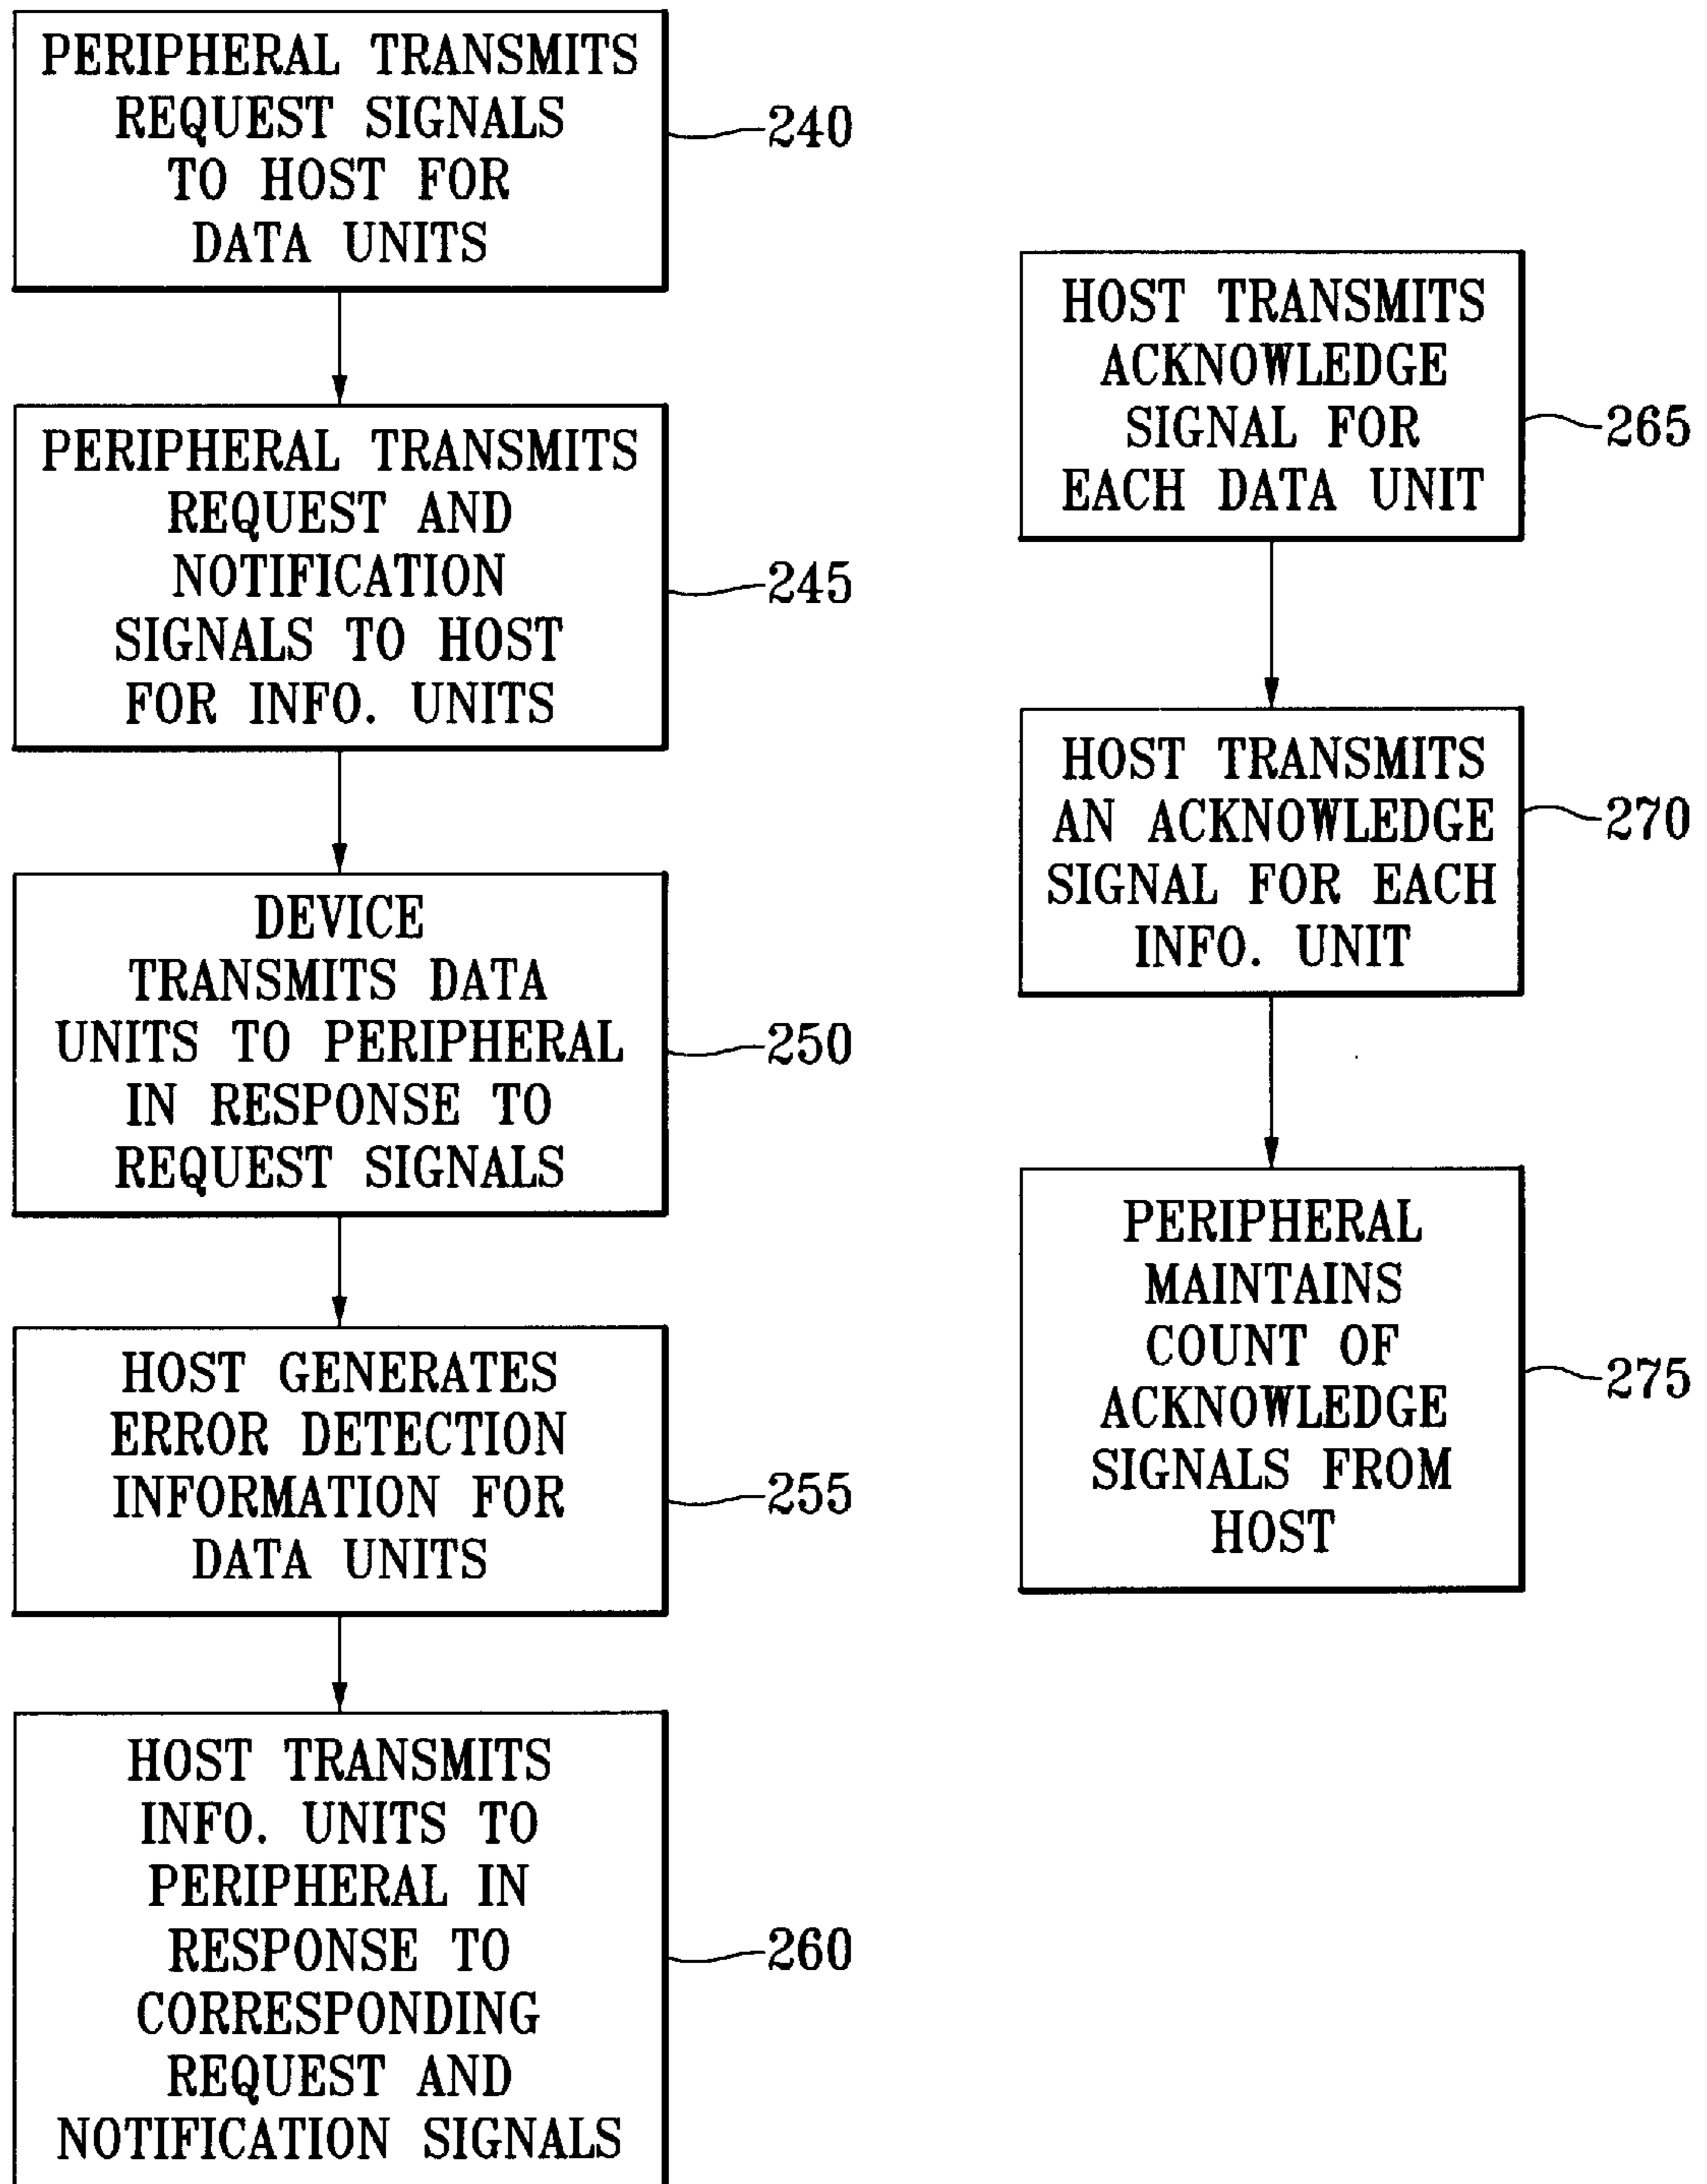 PERIPHERAL TRANSMITS
REQUEST SIGNALS
TO HOST FOR
DATA UNITS
240
PERIPHERAL TRANSMITS
REQUEST AND
NOTIFICATION
SIGNALS TO HOST
FOR INFO. UNITS
245
DEVICE
TRANSMITS DATA
UNITS TO PERIPHERAL
IN RESPONSE TO
REQUEST SIGNALS
250
HOST GENERATES
ERROR DETECTION
INFORMATION FOR
DATA UNITS
255
HOST TRANSMITS
INFO. UNITS TO
PERIPHERAL IN
RESPONSE TO
CORRESPONDING
REQUEST AND
NOTIFICATION SIGNALS
260
HOST TRANSMITS
ACKNOWLEDGE
SIGNAL FOR
EACH DATA UNIT
265
HOST TRANSMITS
AN ACKNOWLEDGE
SIGNAL FOR EACH
INFO. UNIT
270
PERIPHERAL
MAINTAINS
COUNT OF
ACKNOWLEDGE
SIGNALS FROM
HOST
275